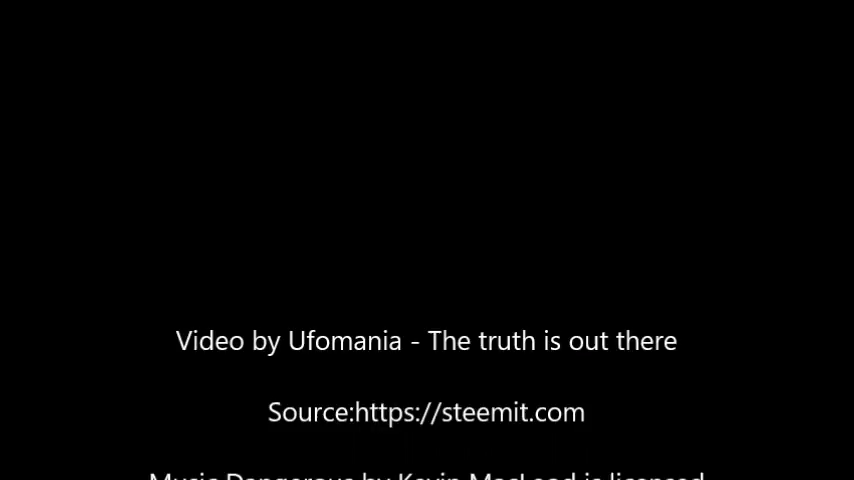 Video by Ufomania - The truth is out there
Source:https://steemit.com
Music Dangerous by Kevin MacLeod is licensed